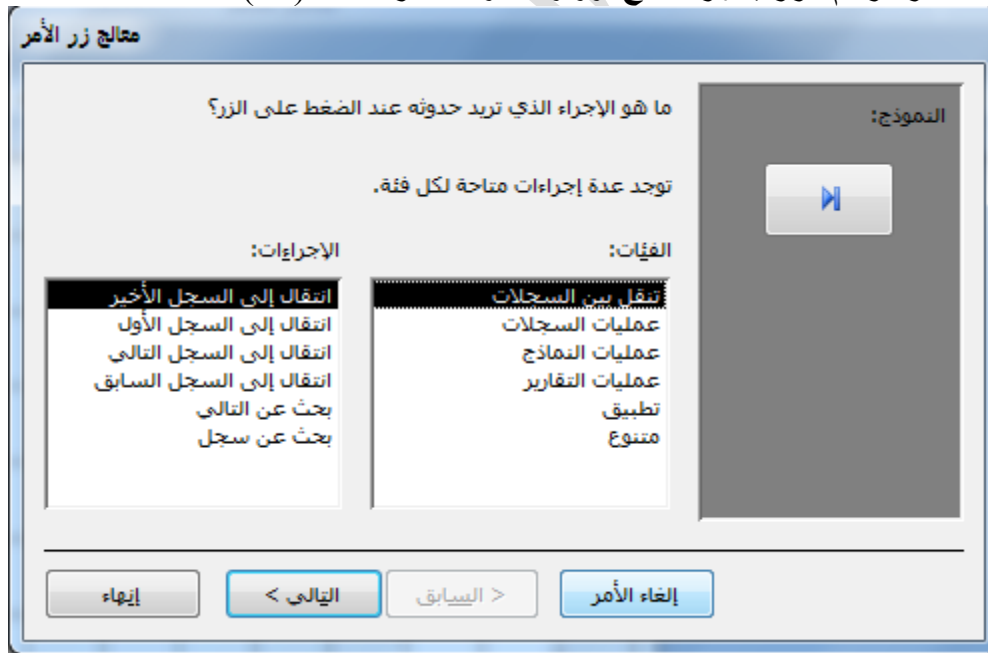 معالج زر الأمر
ما هو الإجراء الذي تريد حدوثه عند الضغط على الزر؟
النموذج:
توجد عدة إجراءات متاحة لكل فئة.
الفئات:
الإجراءات:
تنقل بين السجلات
عمليات السجلات
عمليات النماذج
عمليات التقارير
تطبيق
متنوع
انتقال إلى السجل الأخير
انتقال إلى السجل الأول
انتقال إلى السجل التالي
انتقال إلى السجل السابق
بحث عن التالي
بحث عن سجل
إلغاء الأمر
< السابق
التالي >
إنهاء